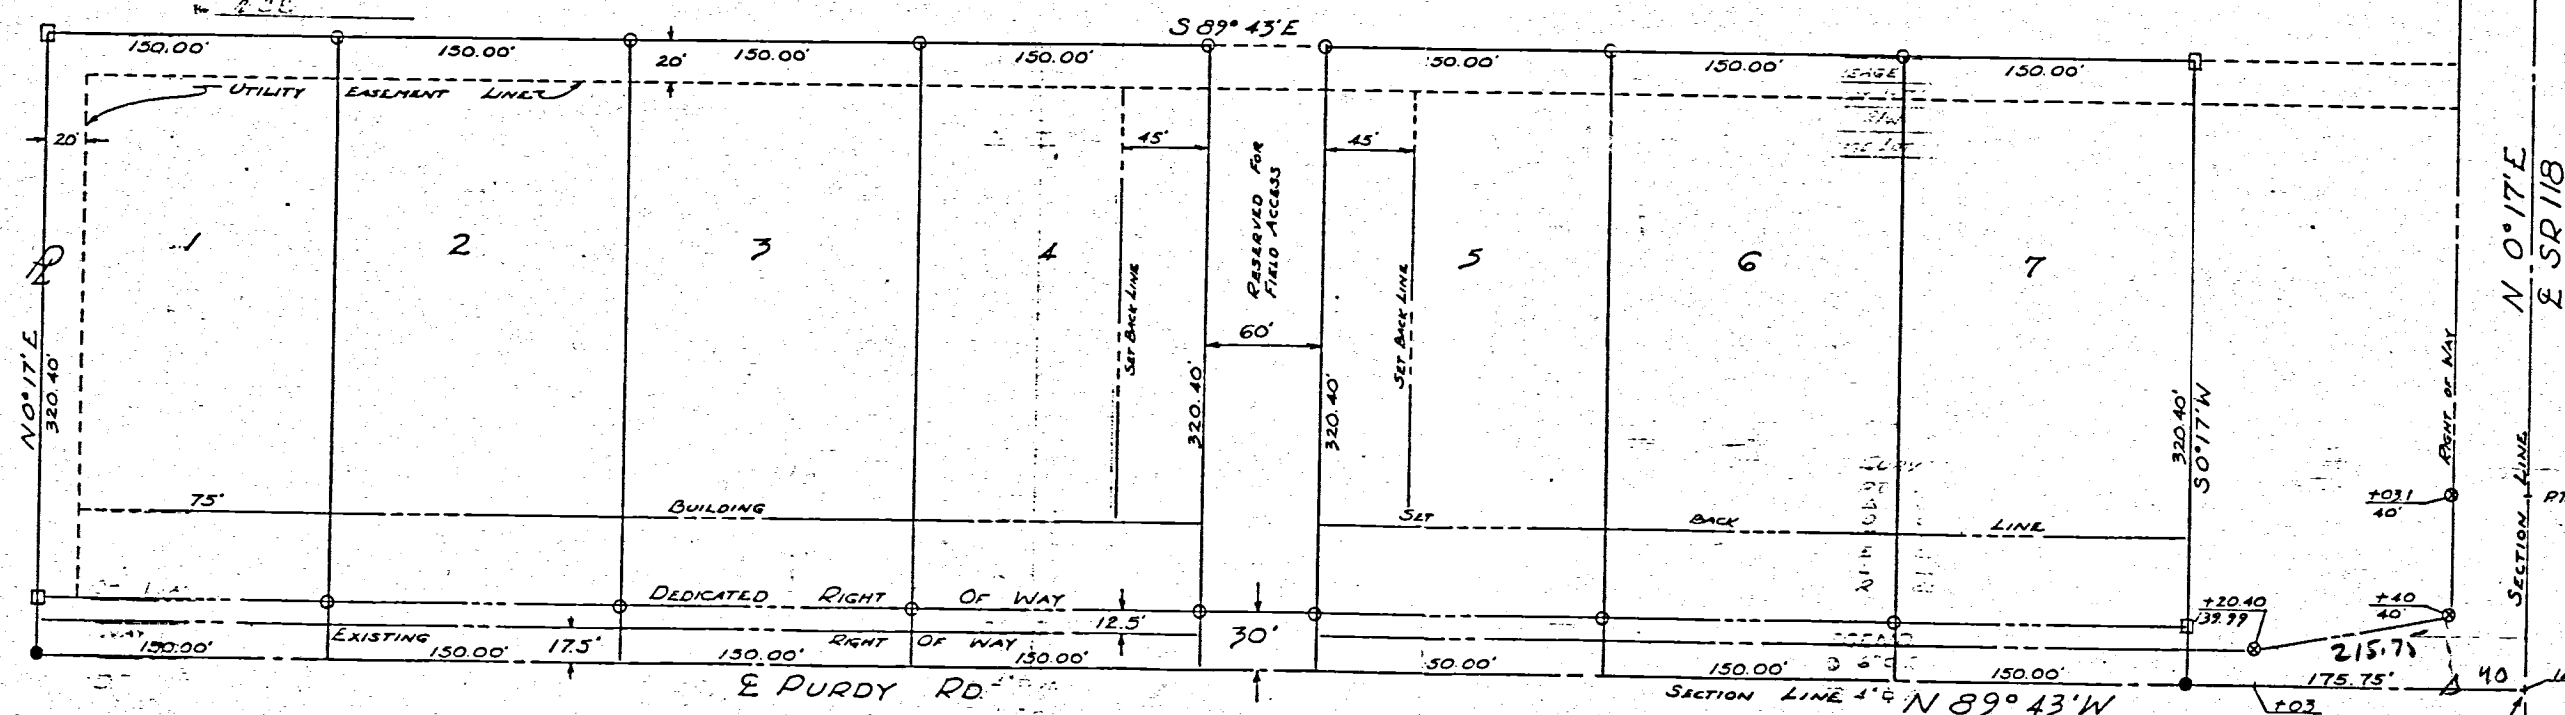 S 89° 43' E
150.00'
150.00'
20'
150.00'
150.00'
50.00'
150.00'
150.00'
UTILITY EASEMENT LINE
20'
45'
45'
RESERVED FOR
FIELD ACCESS
1
2
3
4
5
6
7
PL
N 0° 17' E
320.40'
SET BACK LINE
60'
SET BACK LINE
320.40'
320.40'
320.40'
S 0° 17' W
RIGHT OF WAY
SECTION LINE
N 0° 17' E
℄ SR 118
75'
BUILDING SET BACK LINE
+03.1
40'
DEDICATED RIGHT OF WAY
12.5'
30'
+20.40
139.99
+40
40'
EXISTING RIGHT OF WAY
17.5'
215.75
150.00'
150.00'
150.00'
150.00'
50.00'
150.00'
150.00'
175.75'
40
℄ PURDY RD
SECTION LINE
N 89° 43' W
+03